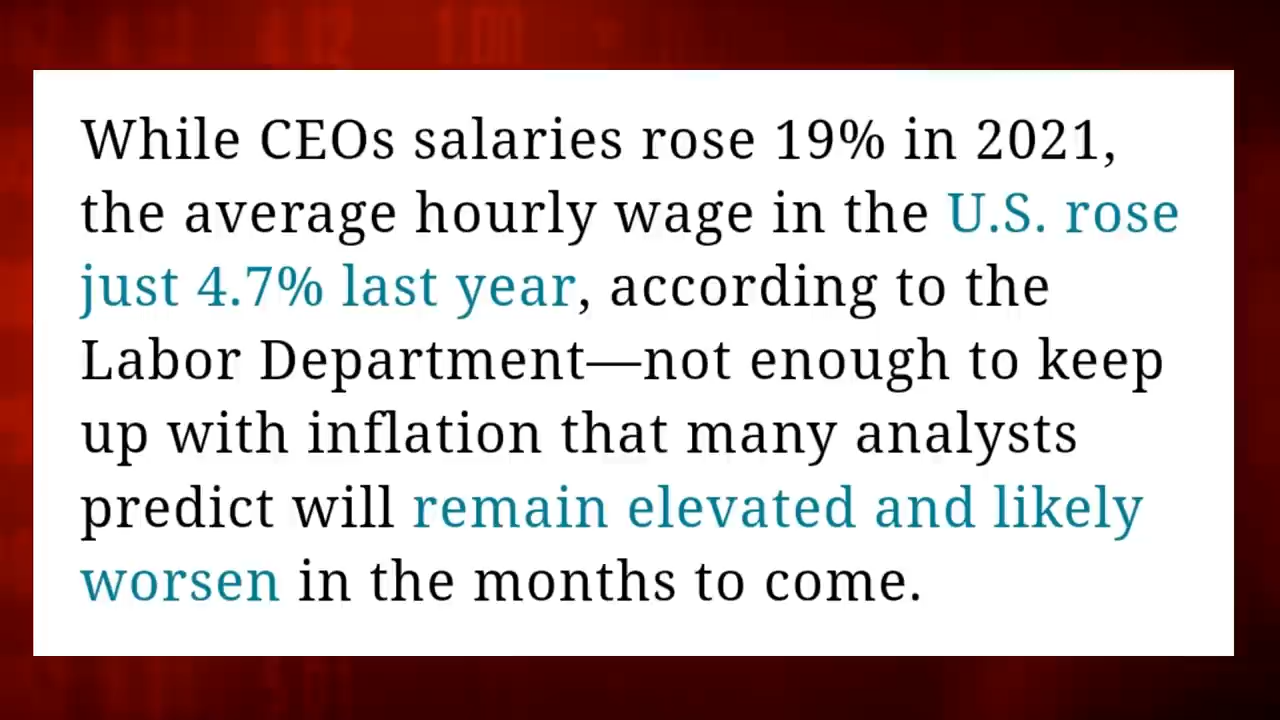 While CEOs salaries rose 19% in 2021,
the average hourly wage in the U.S. rose
just 4.7% last year, according to the
Labor Department—not enough to keep
up with inflation that many analysts
predict will remain elevated and likely
worsen in the months to come.